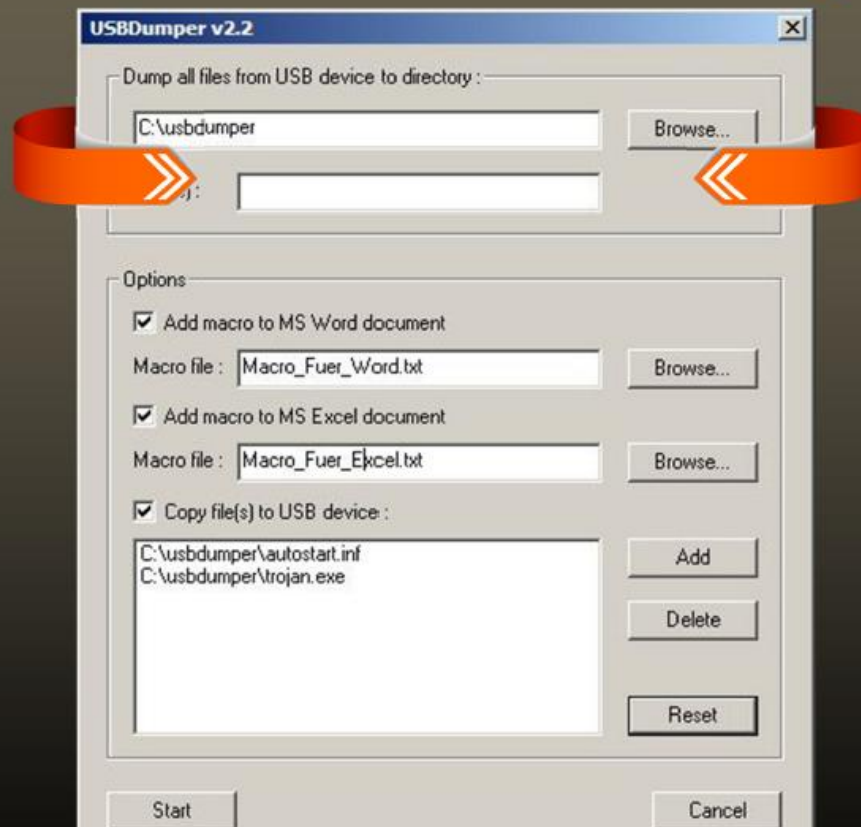 USBDumper v2.2
Dump all files from USB device to directory :
C:\usbdumper
Browse...
Options
Add macro to MS Word document
Macro file : Macro_Fuer_Word.txt
Browse...
Add macro to MS Excel document
Macro file : Macro_Fuer_Excel.txt
Browse...
Copy file(s) to USB device :
C:\usbdumper\autostart.inf
C:\usbdumper\trojan.exe
Add
Delete
Reset
Start
Cancel